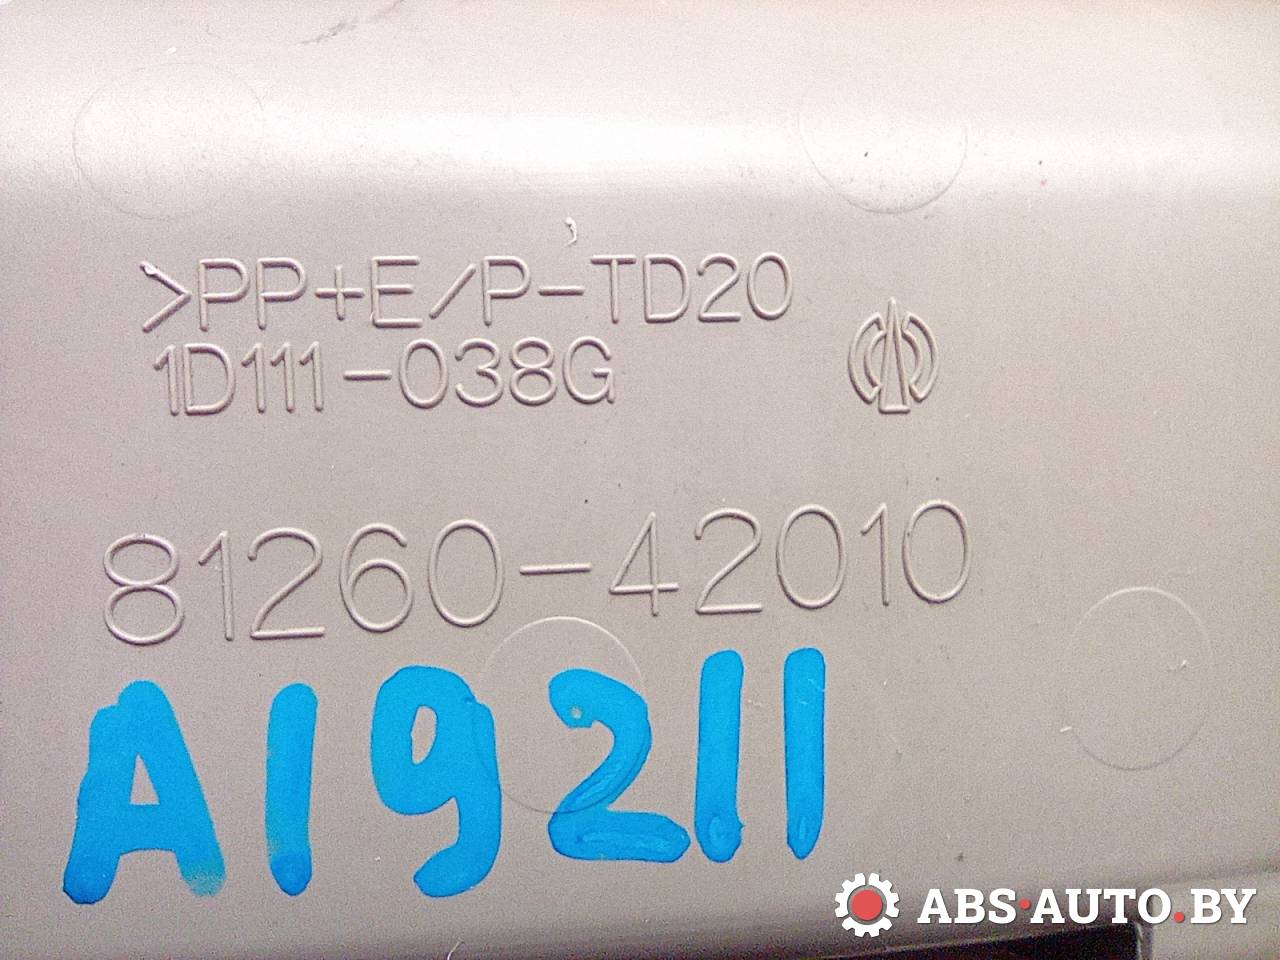 >PP+E/P-TD20
1D111-038G
81260-42010
A19211
ABS·AUTO.BY